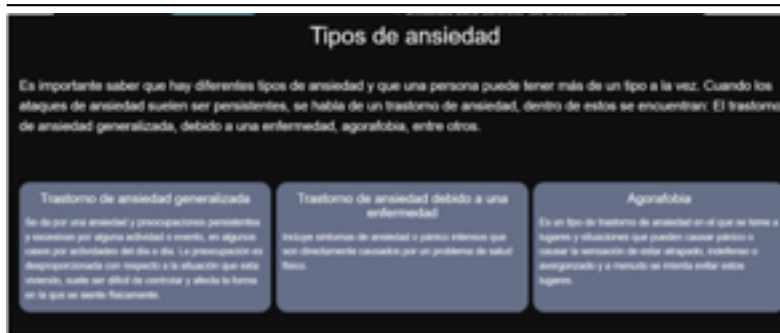 Tipos de ansiedad
Es importante saber que hay diferentes tipos de ansiedad y que una persona puede tener más de un tipo a la vez. Cuando los
ataques de ansiedad suelen ser persistentes, se habla de un trastorno de ansiedad, dentro de estos se encuentran: El trastorno
de ansiedad generalizada, debido a una enfermedad, agorafobia, entre otros.
Trastorno de ansiedad generalizada
Se da por una ansiedad y preocupaciones persistentes
y excesivas por alguna actividad o evento, en algunos
casos por actividades del día a día. La preocupación es
desproporcionada con respecto a la situación que esta
viviendo, suele ser difícil de controlar y afecta la forma
en la que se siente físicamente.
Trastorno de ansiedad debido a una
enfermedad
Incluye síntomas de ansiedad o pánico intensos que
son directamente causados por un problema de salud
físico.
Agorafobia
Es un tipo de trastorno de ansiedad en el que se teme a
lugares y situaciones que pueden causar pánico o
causar la sensación de estar atrapado, indefenso o
avergonzado y a menudo se intenta evitar estos
lugares.